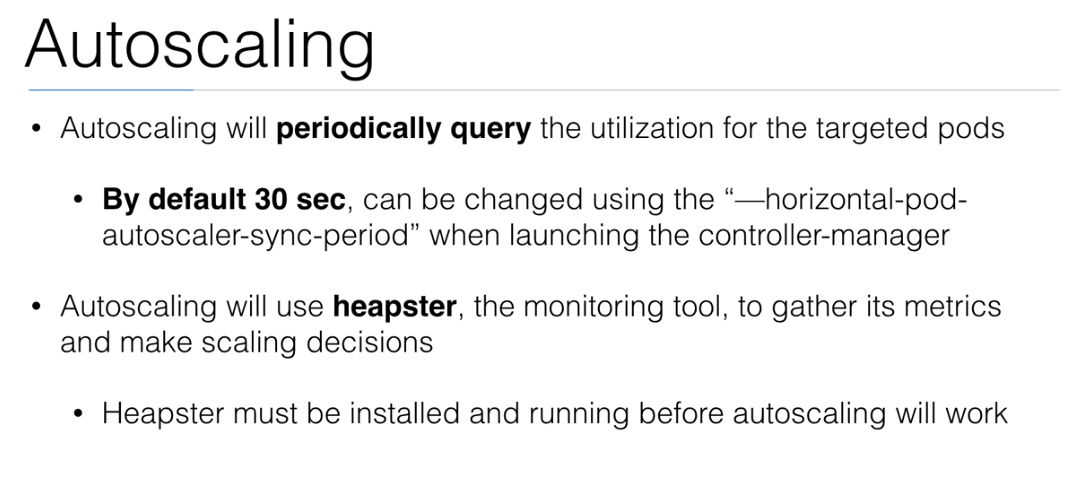 Autoscaling
• Autoscaling will periodically query the utilization for the targeted pods
• By default 30 sec, can be changed using the “—horizontal-pod-
autoscaler-sync-period” when launching the controller-manager
• Autoscaling will use heapster, the monitoring tool, to gather its metrics
and make scaling decisions
• Heapster must be installed and running before autoscaling will work